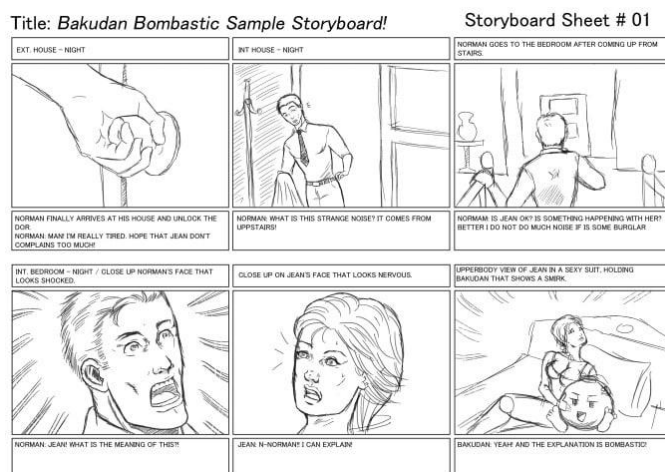 Title: Bakudan Bombastic Sample Storyboard!
Storyboard Sheet # 01
EXT. HOUSE - NIGHT
INT HOUSE - NIGHT
NORMAN GOES TO THE BEDROOM AFTER COMING UP FROM
STAIRS.
NORMAN FINALLY ARRIVES AT HIS HOUSE AND UNLOCK THE
DOR.
NORMAN: MAN! I'M REALLY TIRED. HOPE THAT JEAN DON'T
COMPLAINS TOO MUCH!
NORMAN: WHAT IS THIS STRANGE NOISE? IT COMES FROM
UPPSTAIRS!
NORMAM: IS JEAN OK? IS SOMETHING HAPPENING WITH HER?
BETTER I DO NOT DO MUCH NOISE IF IS SOME BURGLAR
INT. BEDROOM - NIGHT / CLOSE UP NORMAN'S FACE THAT
LOOKS SHOCKED.
CLOSE UP ON JEAN'S FACE THAT LOOKS NERVOUS.
UPPERBODY VIEW OF JEAN IN A SEXY SUIT, HOLDING
BAKUDAN THAT SHOWS A SMIRK.
NORMAN: JEAN! WHAT IS THE MEANING OF THIS?!
JEAN: N-NORMAN!! I CAN EXPLAIN!
BAKUDAN: YEAH! AND THE EXPLANATION IS BOMBASTIC!